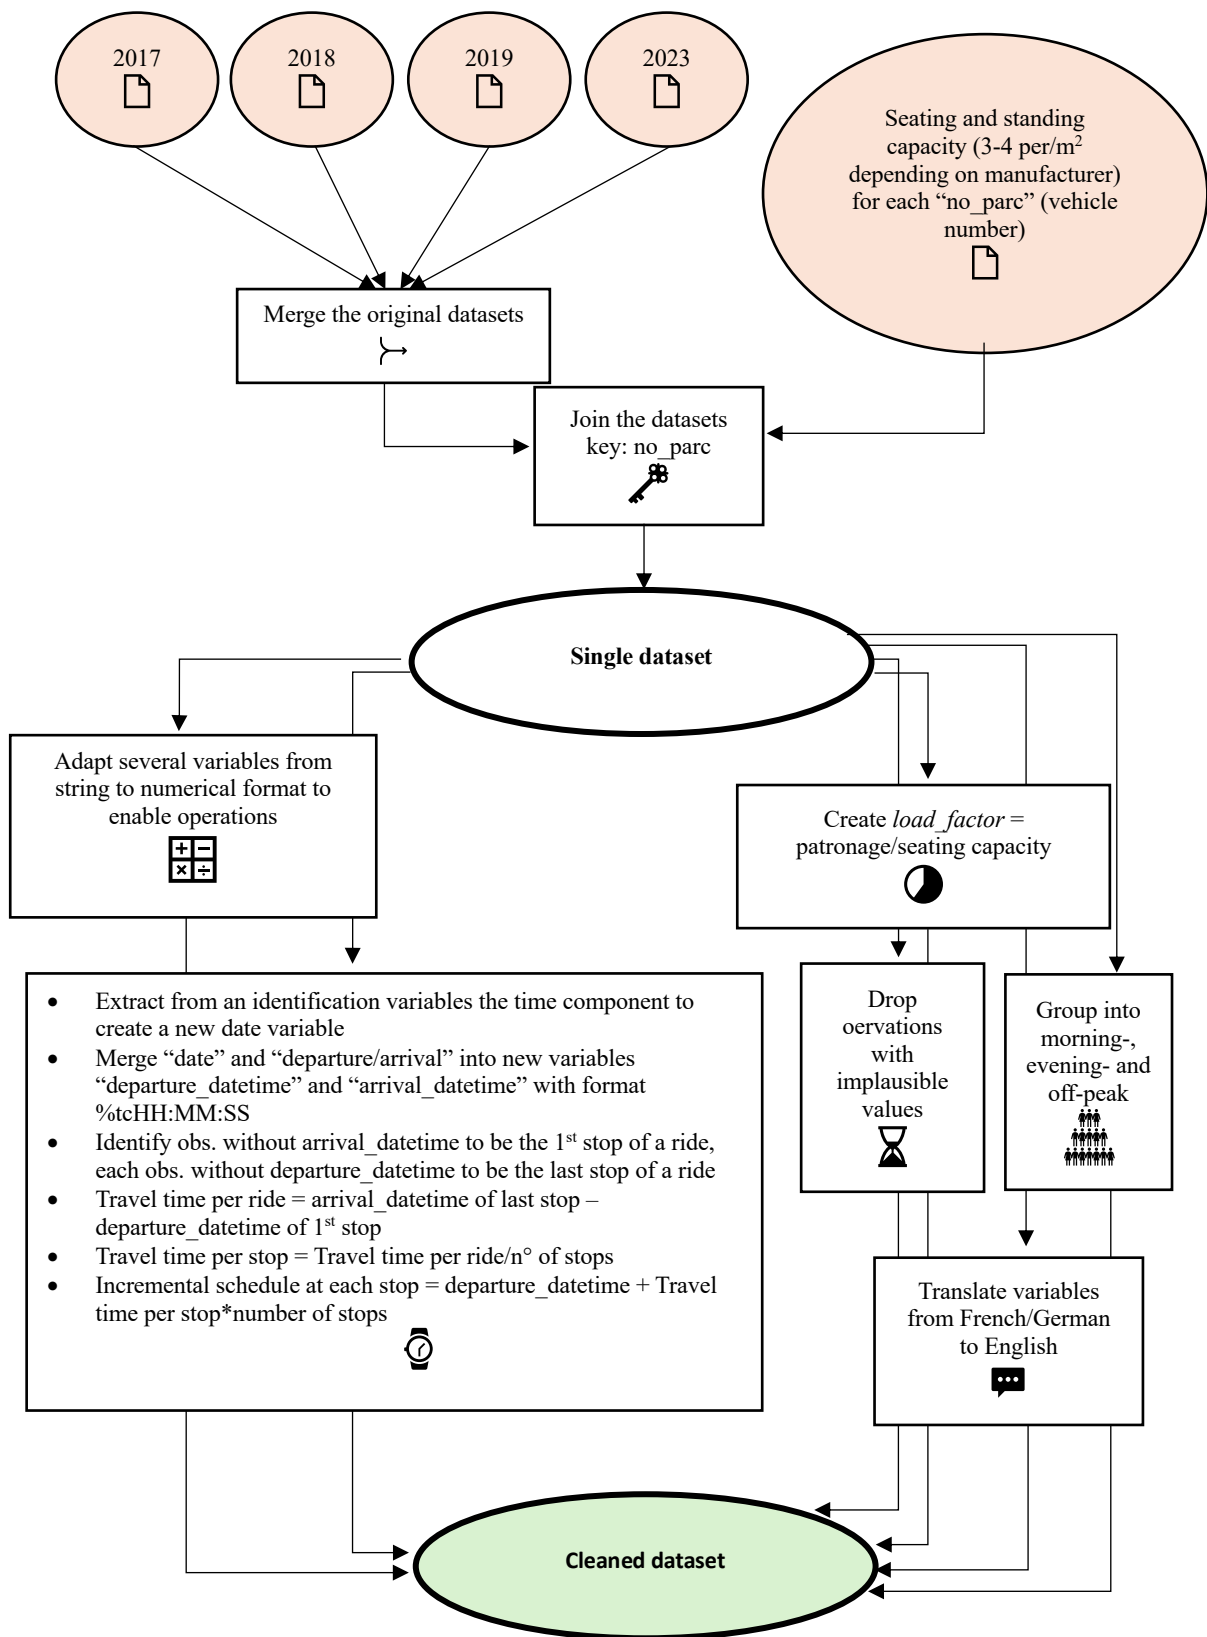 2017
2018
2019
2023
Seating and standing
capacity (3-4 per/m²
depending on manufacturer)
for each “no_parc” (vehicle
number)
Merge the original datasets
Join the datasets
key: no_parc
Single dataset
Adapt several variables from
string to numerical format to
enable operations
Create load_factor =
patronage/seating capacity
• Extract from an identification variables the time component to
create a new date variable
• Merge “date” and “departure/arrival” into new variables
“departure_datetime” and “arrival_datetime” with format
%tcHH:MM:SS
• Identify obs. without arrival_datetime to be the 1st stop of a ride,
each obs. without departure_datetime to be the last stop of a ride
• Travel time per ride = arrival_datetime of last stop –
departure_datetime of 1st stop
• Travel time per stop = Travel time per ride/n° of stops
• Incremental schedule at each stop = departure_datetime + Travel
time per stop*number of stops
Drop
oervations
with
implausible
values
Group into
morning-,
evening- and
off-peak
Translate variables
from French/German
to English
Cleaned dataset